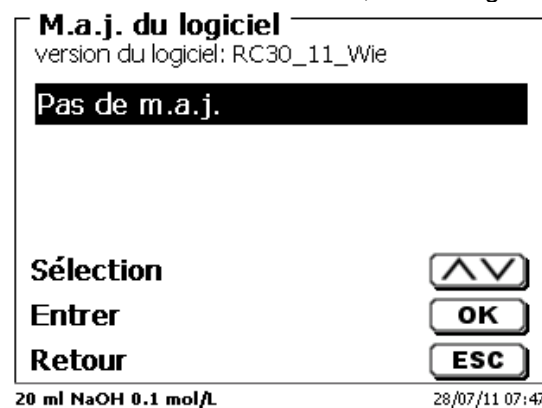 M.a.j. du logiciel
version du logiciel: RC30_11_Wie
Pas de m.a.j.
Sélection
Entrer OK
Retour ESC
20 ml NaOH 0.1 mol/L 28/07/11 07:47